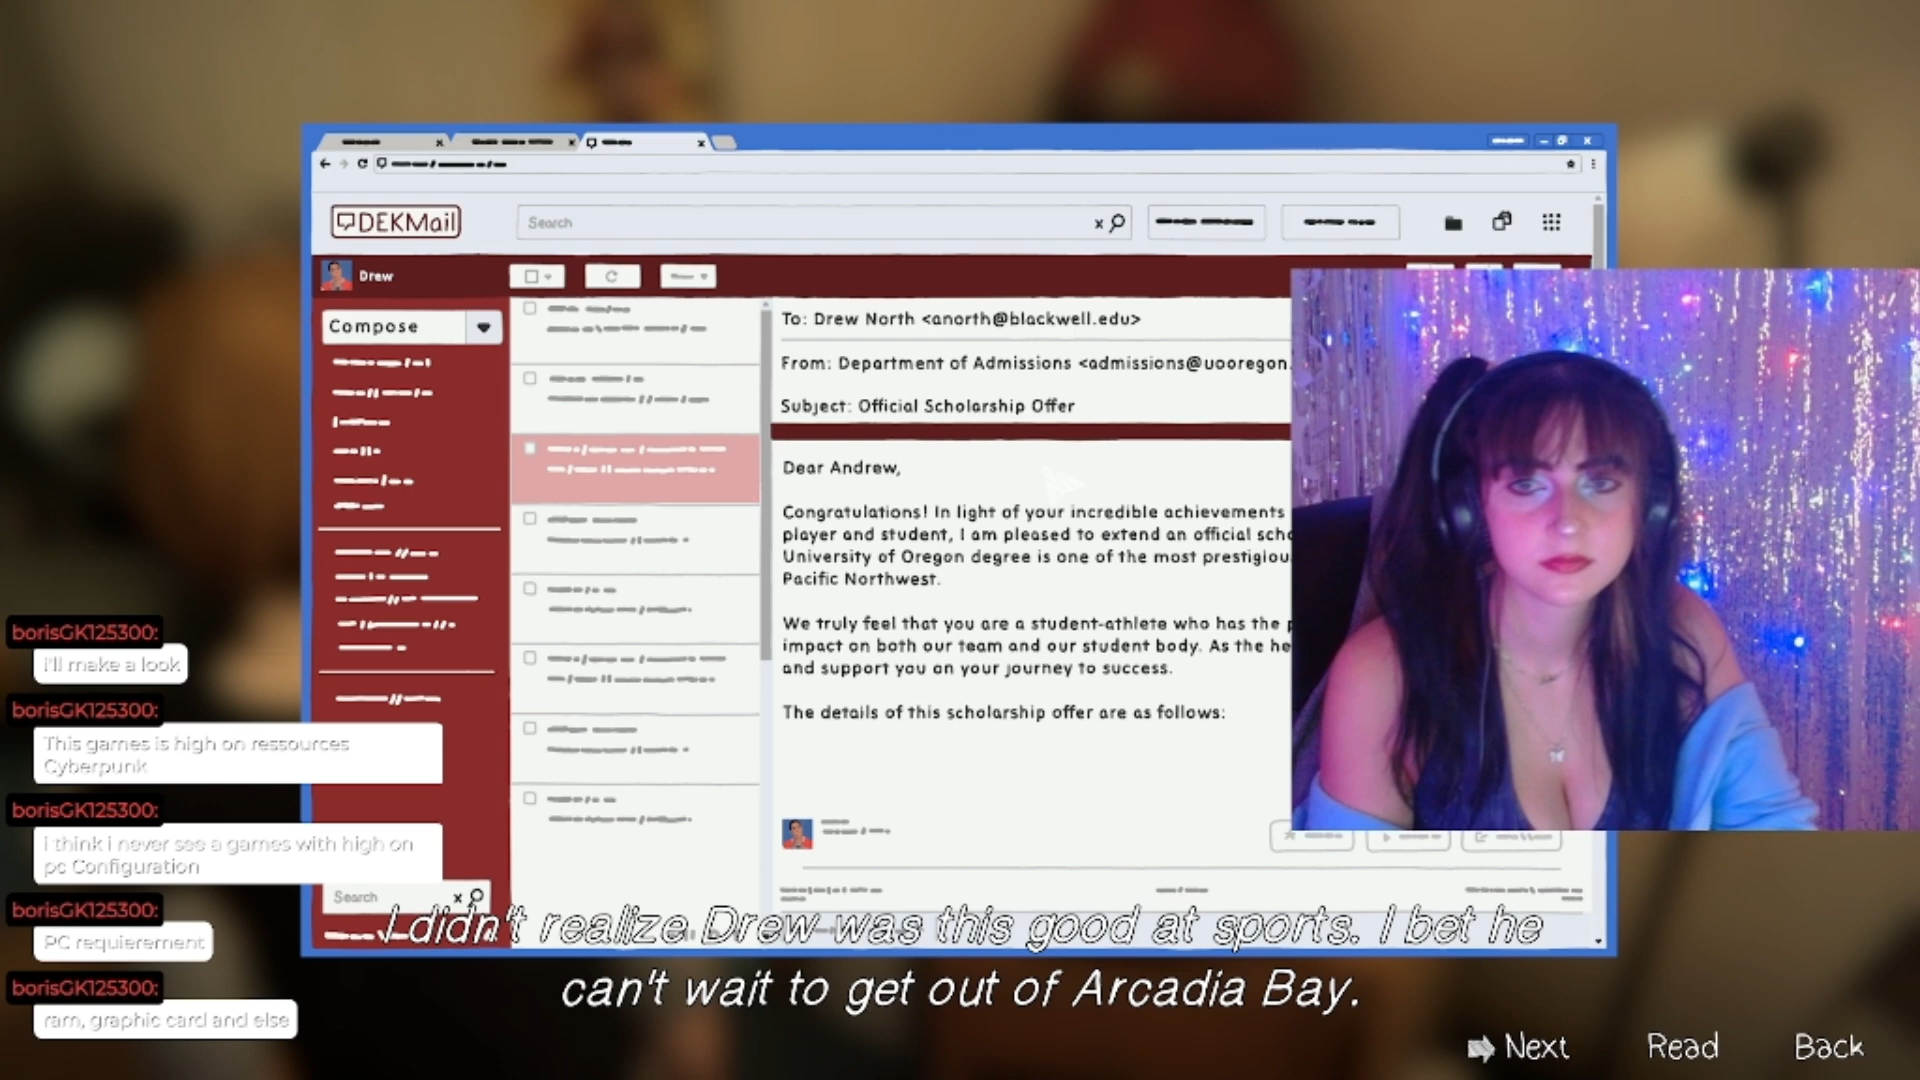 DEKMail
Search
Drew
Compose
To: Drew North <anorth@blackwell.edu>
From: Department of Admissions <admissions@uooregon.
Subject: Official Scholarship Offer
Dear Andrew,
Congratulations! In light of your incredible achievements
player and student, I am pleased to extend an official scho
University of Oregon degree is one of the most prestigiou
Pacific Northwest.
We truly feel that you are a student-athlete who has the p
impact on both our team and our student body. As the he
and support you on your journey to success.
The details of this scholarship offer are as follows:
Search
borisGK125300:
i'll make a look
borisGK125300:
This games is high on ressources
Cyberpunk
borisGK125300:
i think i never see a games with high on
pc Configuration
borisGK125300:
PC requierement
borisGK125300:
ram, graphic card and else
I didn't realize Drew was this good at sports. I bet he
can't wait to get out of Arcadia Bay.
Next
Read
Back